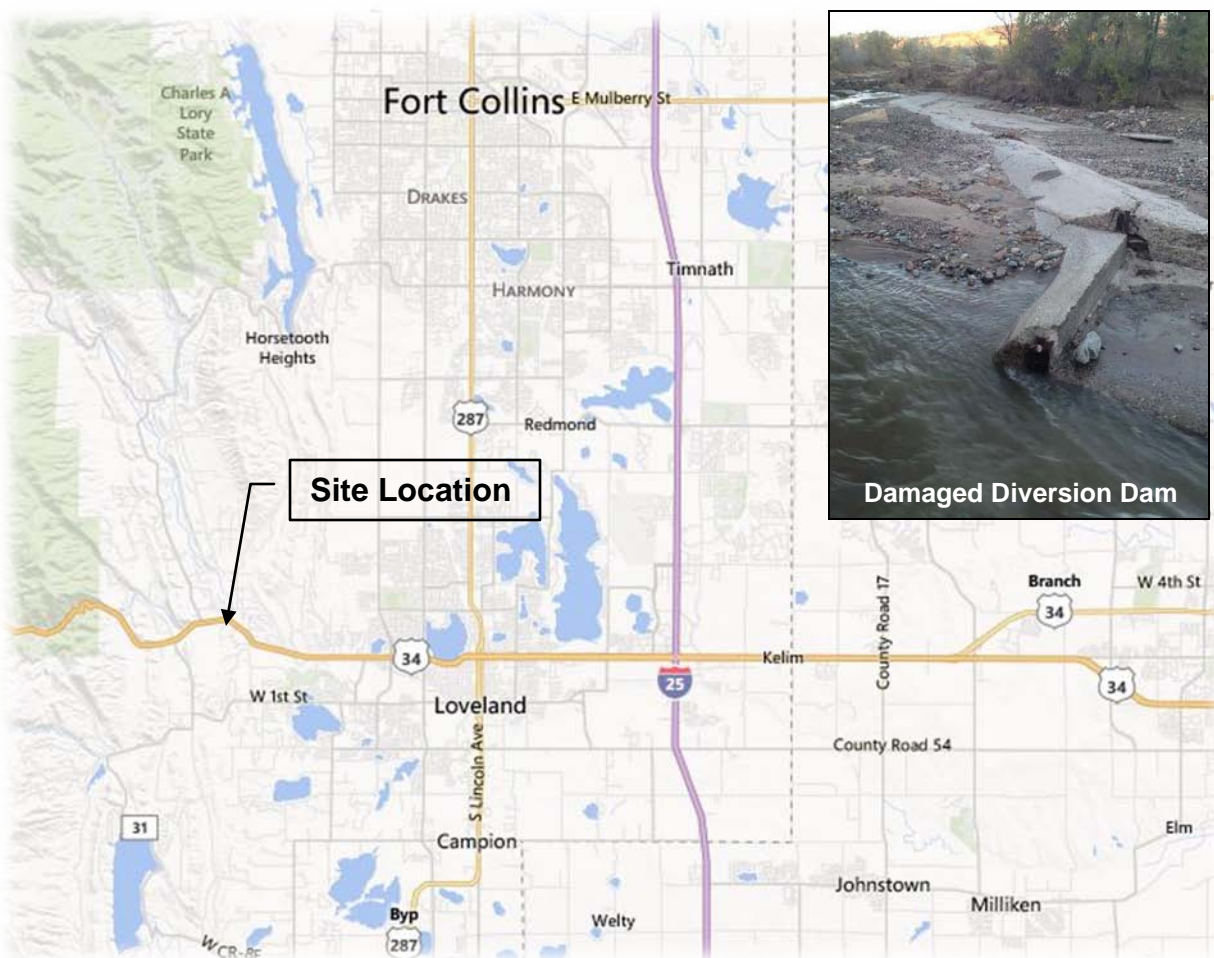 Charles A
Lory
State
Park
Fort Collins
E Mulberry St
DRAKES
Timnath
HARMONY
Horsetooth
Heights
287
Redmond
Site Location
Damaged Diversion Dam
Branch
W 4th St
34
County Road 17
34
Kelim
25
34
W 1st St
Loveland
S Lincoln Ave
County Road 54
31
Campion
Elm
Johnstown
Milliken
Byp
287
Welty